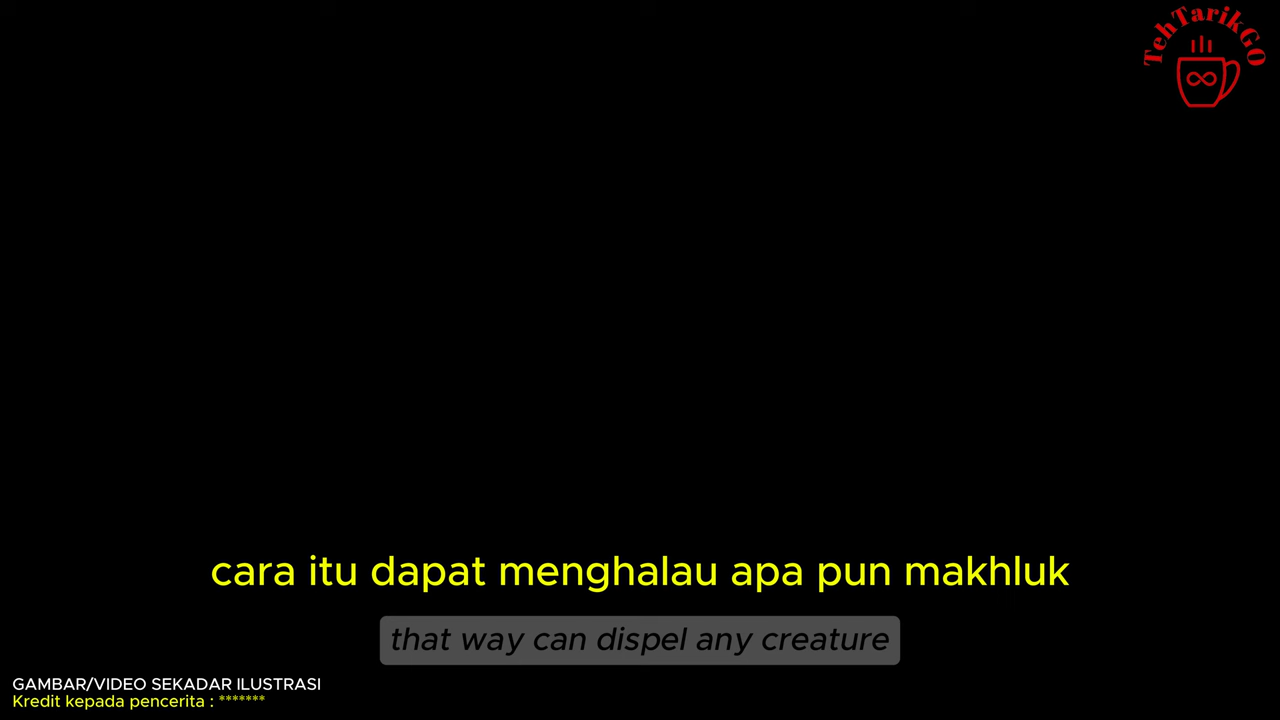 TehTarikGO
cara itu dapat menghalau apa pun makhluk
that way can dispel any creature
GAMBAR/VIDEO SEKADAR ILUSTRASI
Kredit kepada pencerita : *******